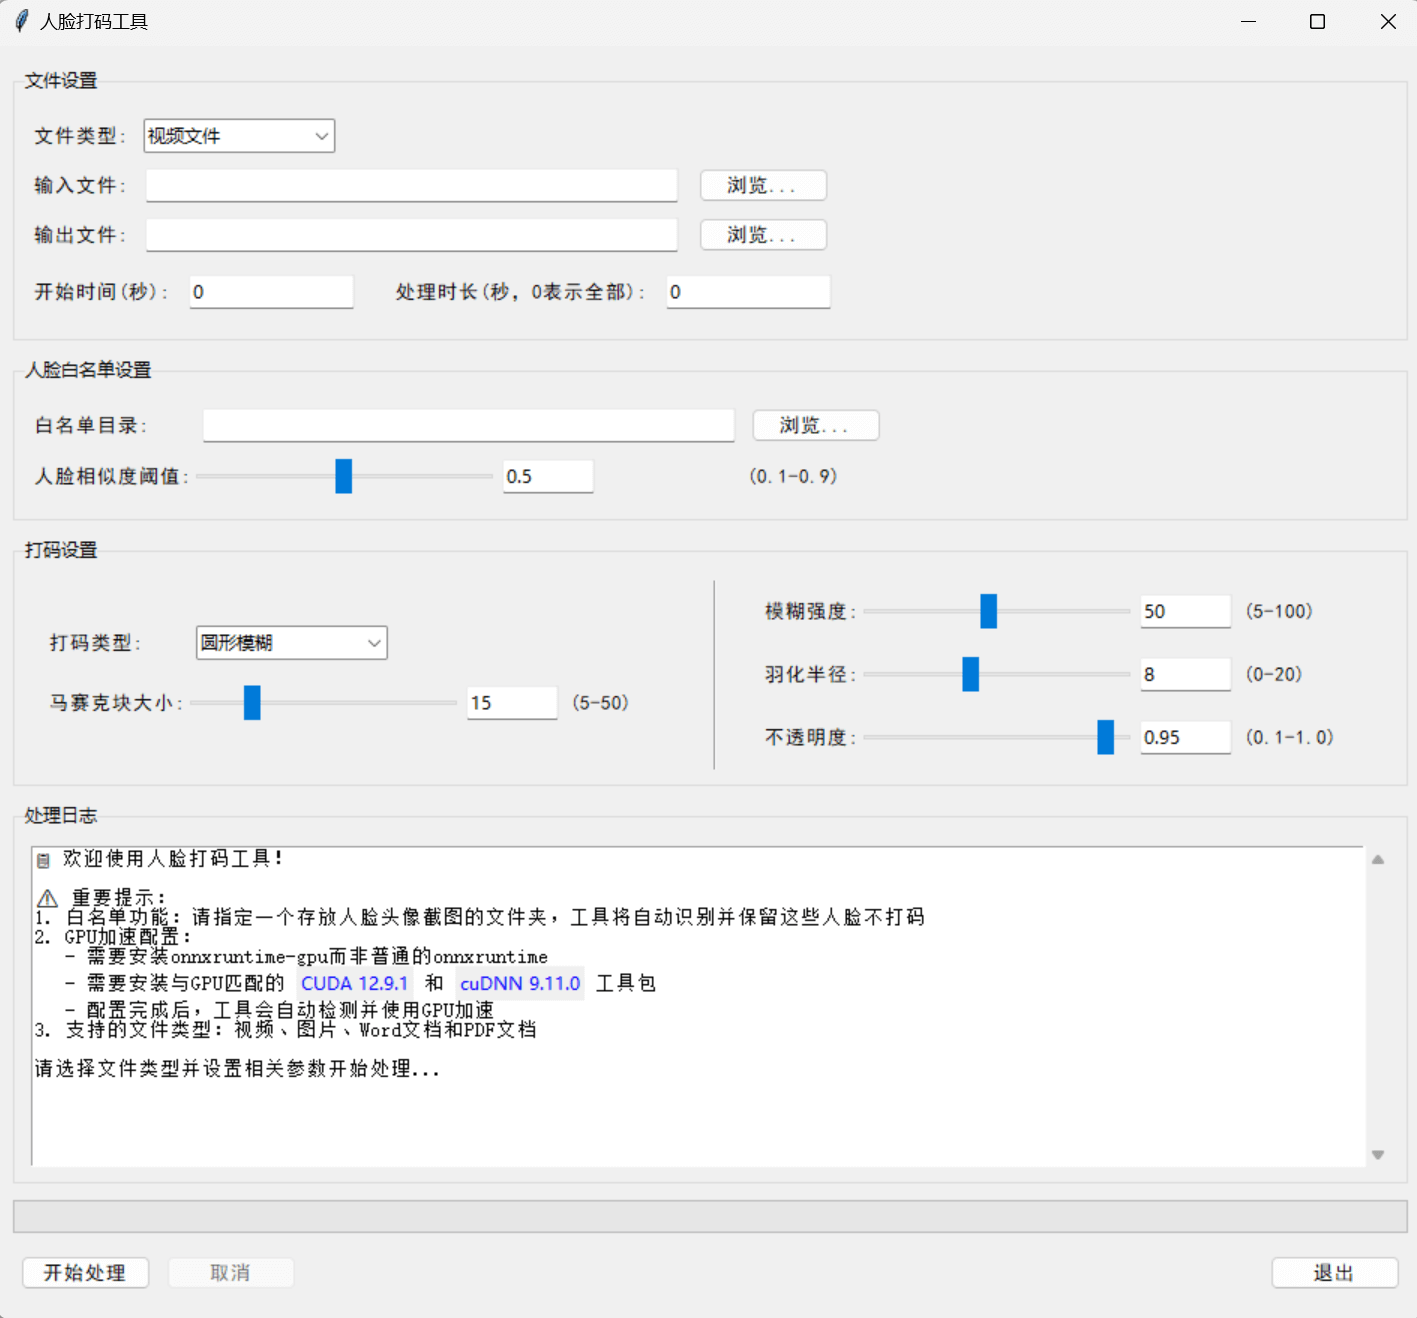 人脸打码工具
文件设置
文件类型: 视频文件
输入文件: 浏览...
输出文件: 浏览...
开始时间(秒): 0 处理时长(秒, 0表示全部): 0
人脸白名单设置
白名单目录: 浏览...
人脸相似度阈值: 0.5 (0.1-0.9)
打码设置
打码类型: 圆形模糊
马赛克块大小: 15 (5-50)
模糊强度: 50 (5-100)
羽化半径: 8 (0-20)
不透明度: 0.95 (0.1-1.0)
处理日志
欢迎使用人脸打码工具!
⚠ 重要提示:
1. 白名单功能: 请指定一个存放人脸头像截图的文件夹, 工具将自动识别并保留这些人脸不打码
2. GPU加速配置:
- 需要安装onnxruntime-gpu而非普通的onnxruntime
- 需要安装与GPU匹配的 CUDA 12.9.1 和 cuDNN 9.11.0 工具包
- 配置完成后, 工具会自动检测并使用GPU加速
3. 支持的文件类型: 视频、图片、Word文档和PDF文档
请选择文件类型并设置相关参数开始处理...
开始处理 取消 退出